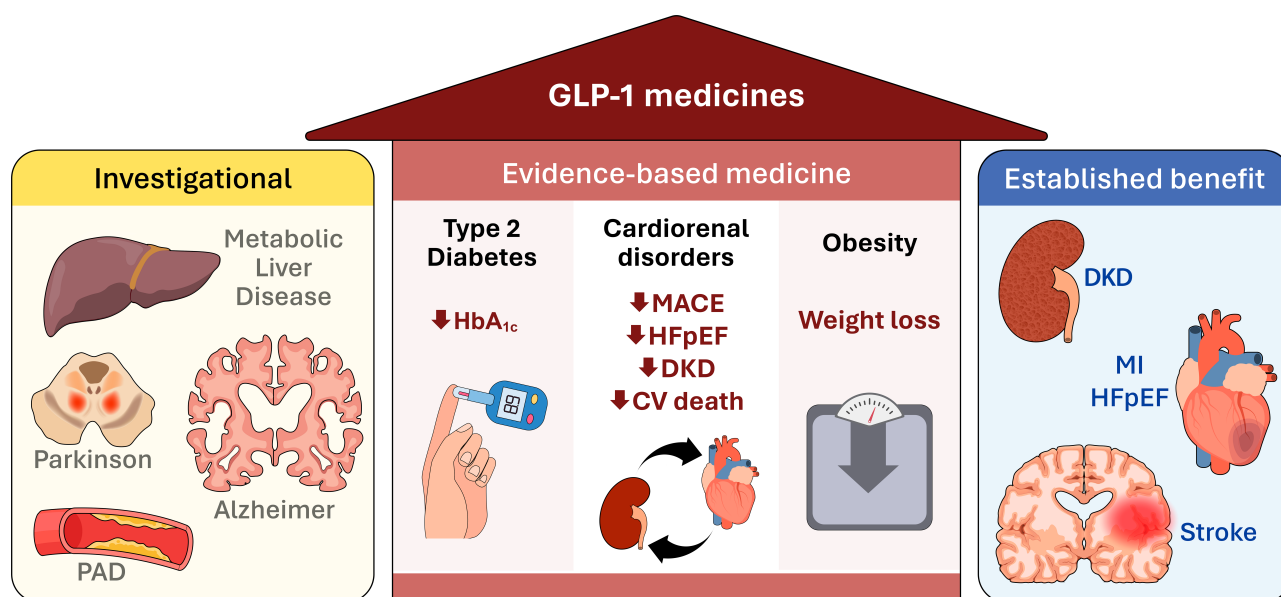 GLP-1 medicines
Investigational
Metabolic
Liver
Disease
Parkinson
Alzheimer
PAD
Evidence-based medicine
Type 2
Diabetes
⬇HbA1c
89
Cardiorenal
disorders
⬇MACE
⬇HFpEF
⬇DKD
⬇CV death
Obesity
Weight loss
Established benefit
DKD
MI
HFpEF
Stroke